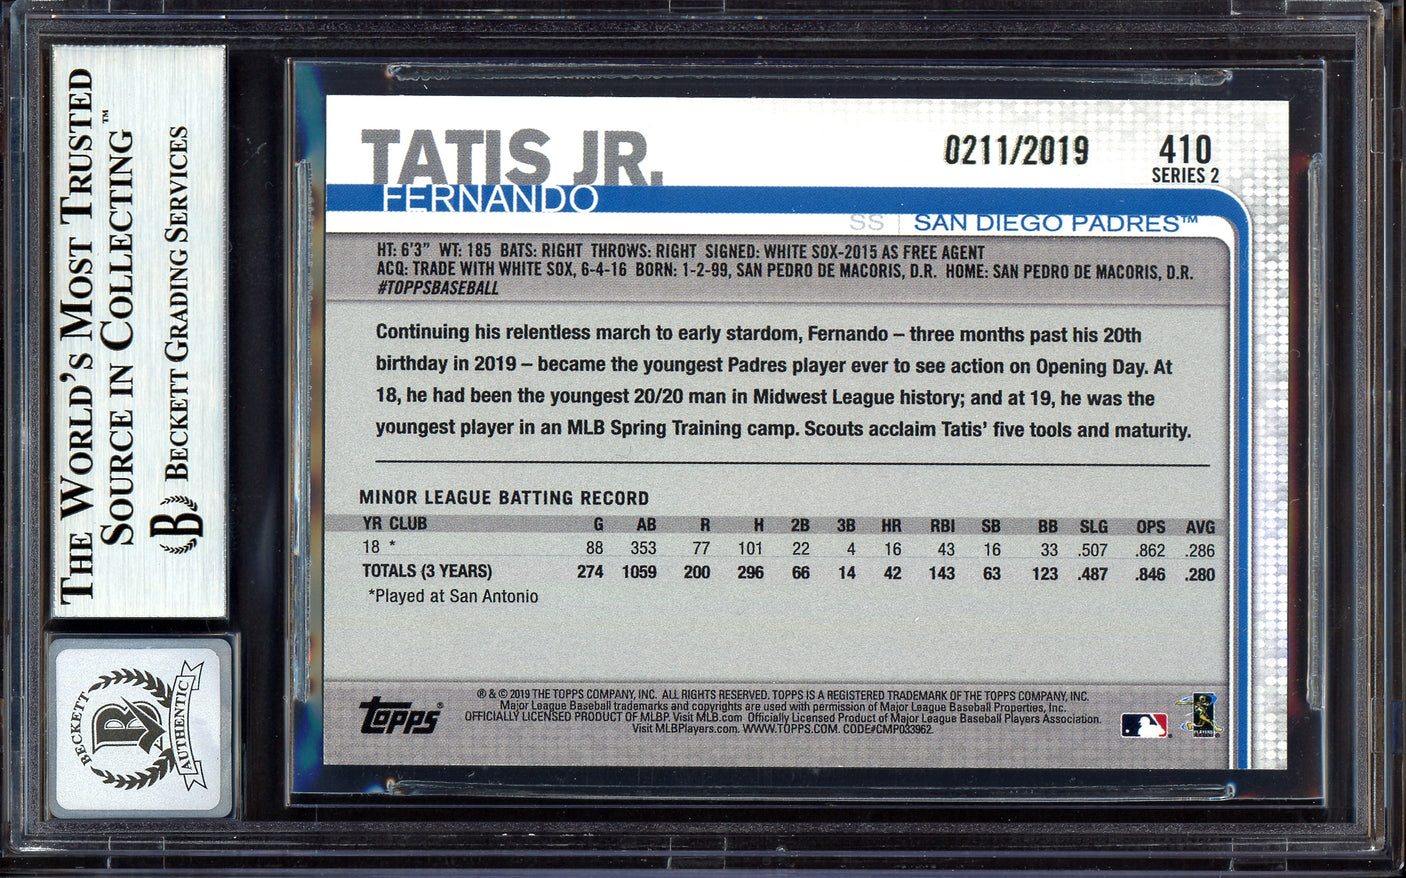 THE WORLD'S MOST TRUSTED
SOURCE IN COLLECTING™
B BECKETT GRADING SERVICES
BECKETT
B
AUTHENTIC
TATIS JR.
FERNANDO
0211/2019
410
SERIES 2
SS | SAN DIEGO PADRES™
HT: 6'3" WT: 185 BATS: RIGHT THROWS: RIGHT SIGNED: WHITE SOX-2015 AS FREE AGENT
ACQ: TRADE WITH WHITE SOX, 6-4-16 BORN: 1-2-99, SAN PEDRO DE MACORIS, D.R. HOME: SAN PEDRO DE MACORIS, D.R.
#TOPPSBASEBALL
Continuing his relentless march to early stardom, Fernando – three months past his 20th
birthday in 2019 – became the youngest Padres player ever to see action on Opening Day. At
18, he had been the youngest 20/20 man in Midwest League history; and at 19, he was the
youngest player in an MLB Spring Training camp. Scouts acclaim Tatis' five tools and maturity.
MINOR LEAGUE BATTING RECORD
YR CLUB G AB R H 2B 3B HR RBI SB BB SLG OPS AVG
18 * 88 353 77 101 22 4 16 43 16 33 .507 .862 .286
TOTALS (3 YEARS) 274 1059 200 296 66 14 42 143 63 123 .487 .846 .280
*Played at San Antonio
topps®
® & © 2019 THE TOPPS COMPANY, INC. ALL RIGHTS RESERVED. TOPPS IS A REGISTERED TRADEMARK OF THE TOPPS COMPANY, INC.
Major League Baseball trademarks and copyrights are used with permission of Major League Baseball Properties, Inc.
OFFICIALLY LICENSED PRODUCT OF MLBP. Visit MLB.com Officially Licensed Product of Major League Baseball Players Association.
Visit MLBPlayers.com. WWW.TOPPS.COM. CODE#CMP033962.